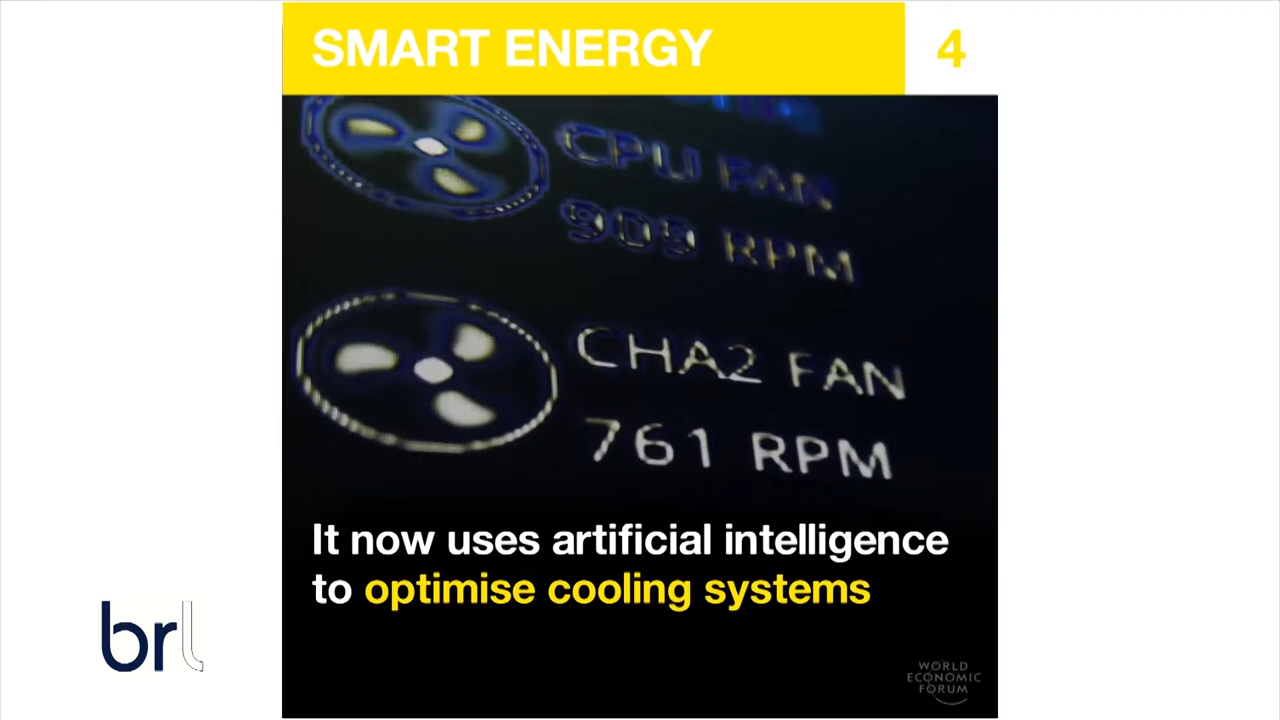 SMART ENERGY 4
CPU FAN
909 RPM
CHA2 FAN
761 RPM
It now uses artificial intelligence
to optimise cooling systems
brl
WORLD
ECONOMIC
FORUM